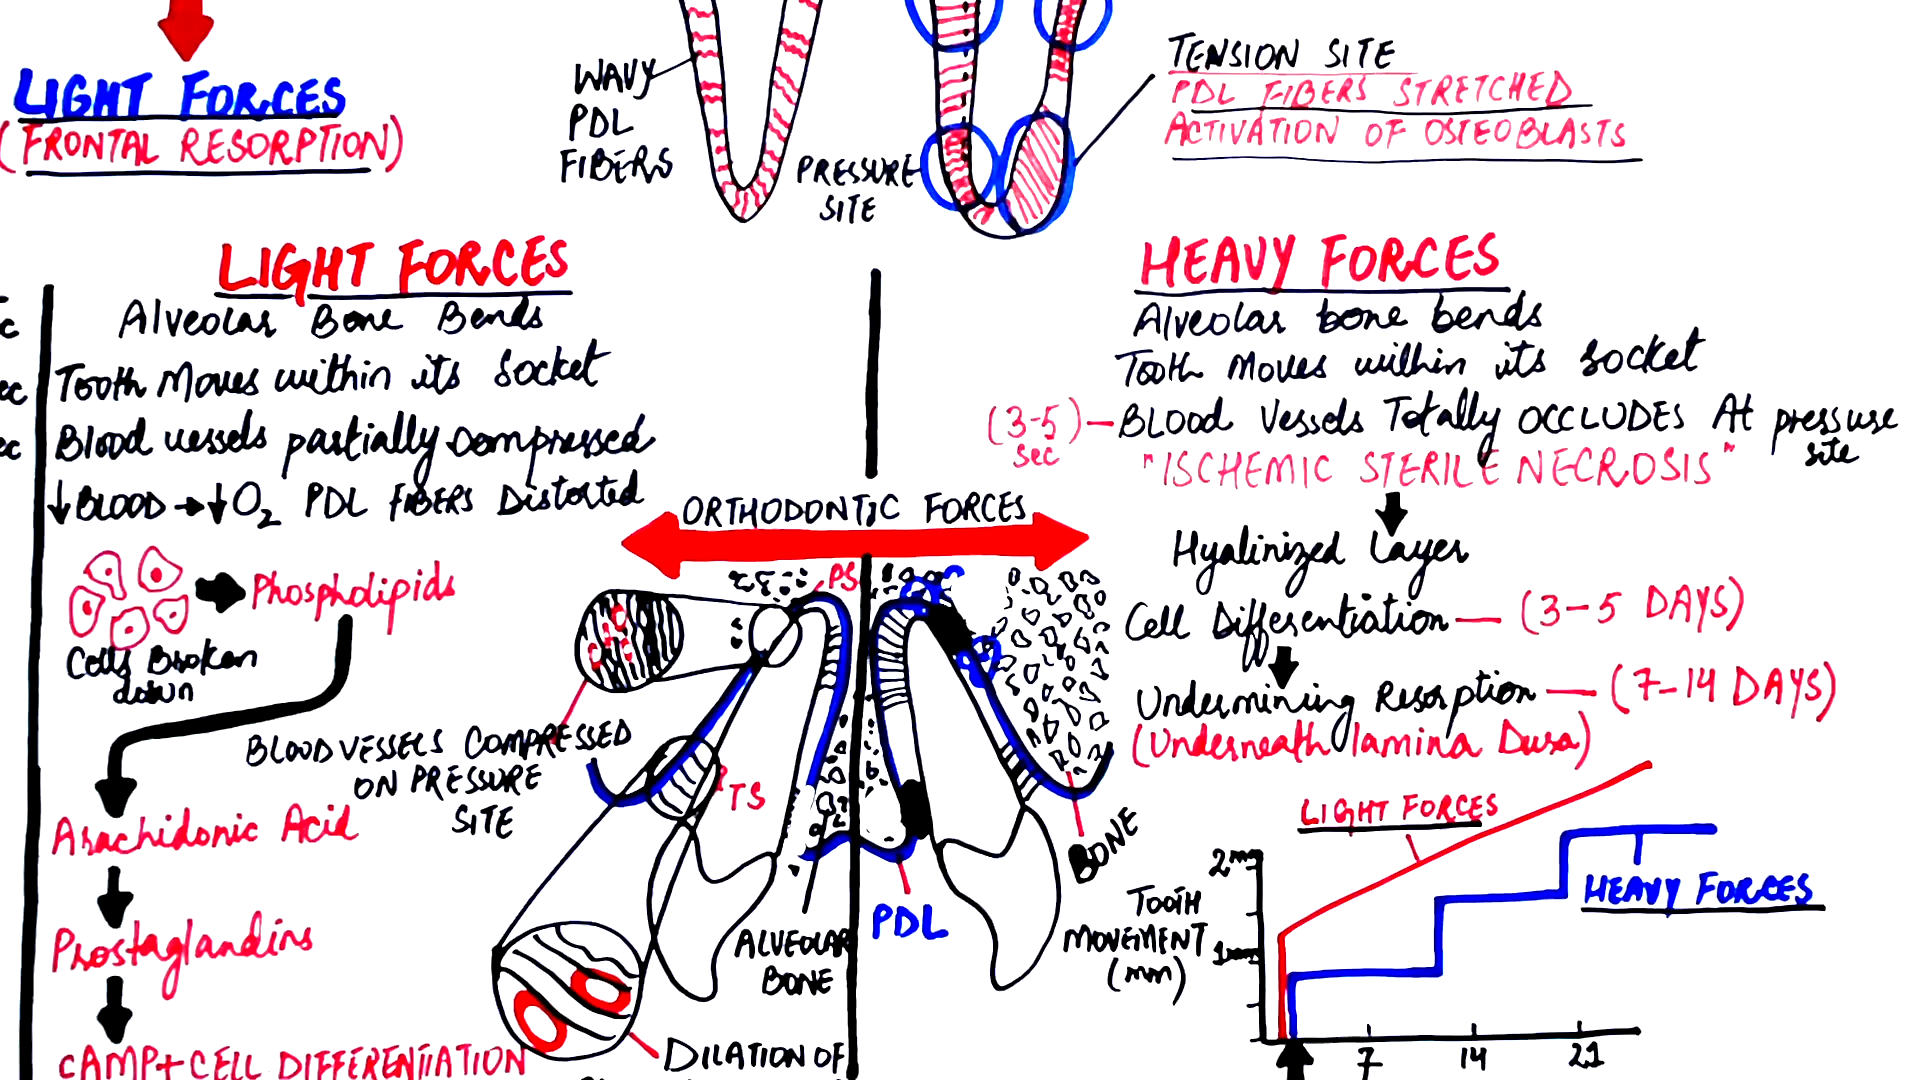 LIGHT FORCES
(FRONTAL RESORPTION)
WAVY
PDL
FIBERS
PRESSURE
SITE
TENSION SITE
PDL FIBERS STRETCHED
ACTIVATION OF OSTEOBLASTS
LIGHT FORCES
Alveolar Bone Bends
Tooth Moves within its Socket
Blood vessels partially compressed
↓BLOOD→↓O2 PDL FIBERS Distorted
Cells Broken
down
Phospholipids
Arachidonic Acid
Prostaglandins
cAMP+CELL DIFFERENTIATION
ORTHODONTIC FORCES
PS
BLOOD VESSELS COMPRESSED
ON PRESSURE
SITE
TS
ALVEOLAR
BONE
PDL
BONE
DILATION OF
HEAVY FORCES
Alveolar bone bends
Tooth Moves within its Socket
(3-5) — BLOOD Vessels Totally OCCLUDES At pressure
sec
site
"ISCHEMIC STERILE NECROSIS"
Hyalinized Layer
Cell Differentiation — (3-5 DAYS)
Undermining Resorption — (7-14 DAYS)
(Underneath lamina Dura)
LIGHT FORCES
HEAVY FORCES
TOOTH
MOVEMENT
(mm)
2mm
1mm
7 14 21